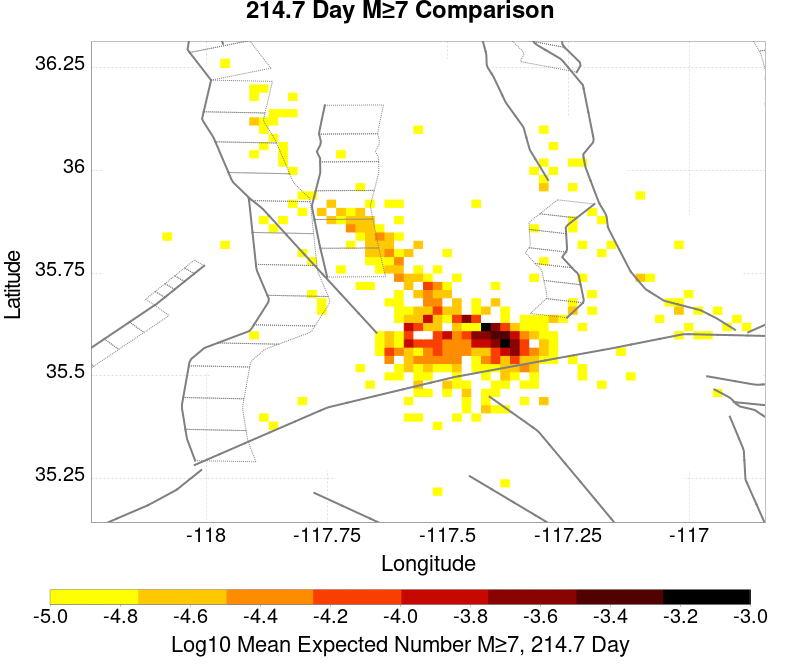 214.7 Day M≥7 Comparison
36.25
36
35.75
35.5
35.25
Latitude
-118
-117.75
-117.5
-117.25
-117
Longitude
-5.0 -4.8 -4.6 -4.4 -4.2 -4.0 -3.8 -3.6 -3.4 -3.2 -3.0
Log10 Mean Expected Number M≥7, 214.7 Day